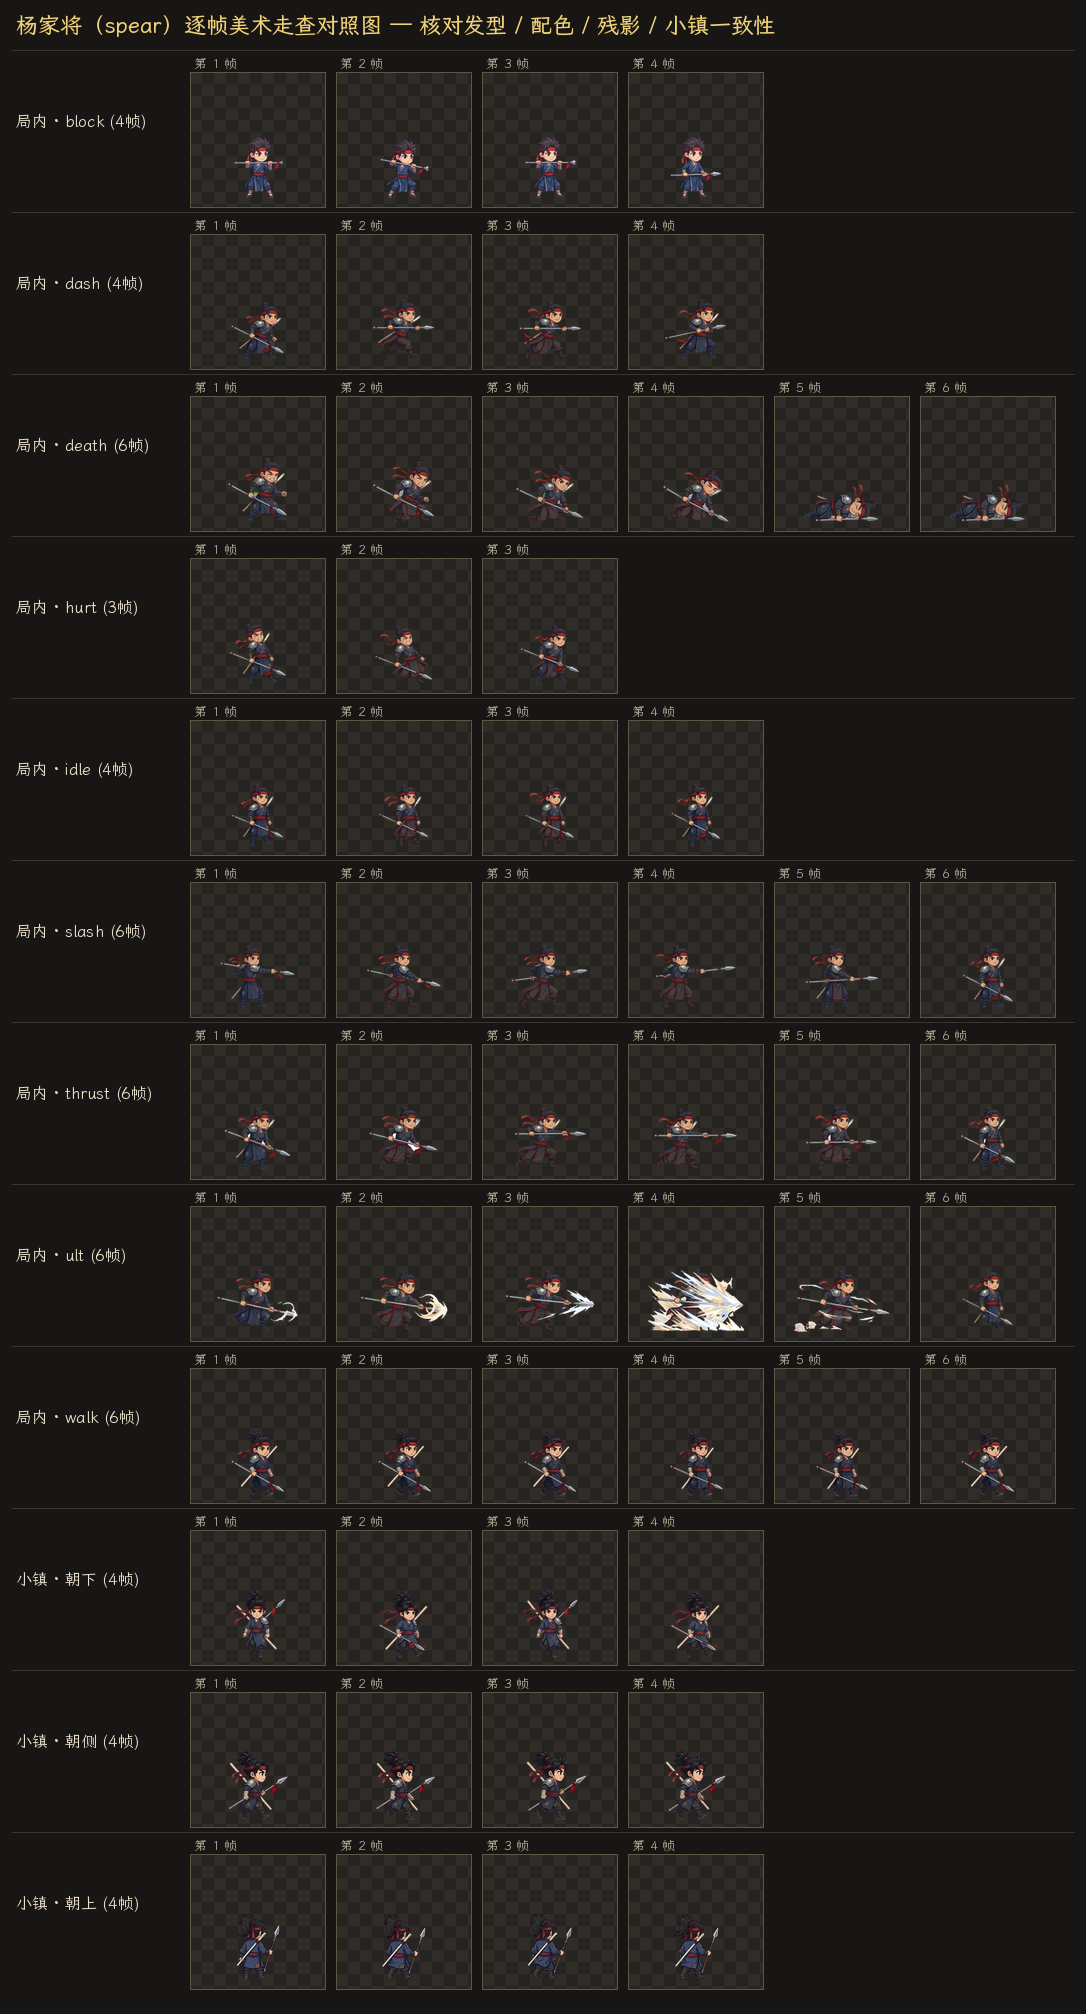 杨家将（spear）逐帧美术走查对照图 — 核对发型 / 配色 / 残影 / 小镇一致性
第 1 帧 第 2 帧 第 3 帧 第 4 帧
局内・block (4帧)
第 1 帧 第 2 帧 第 3 帧 第 4 帧
局内・dash (4帧)
第 1 帧 第 2 帧 第 3 帧 第 4 帧 第 5 帧 第 6 帧
局内・death (6帧)
第 1 帧 第 2 帧 第 3 帧
局内・hurt (3帧)
第 1 帧 第 2 帧 第 3 帧 第 4 帧
局内・idle (4帧)
第 1 帧 第 2 帧 第 3 帧 第 4 帧 第 5 帧 第 6 帧
局内・slash (6帧)
第 1 帧 第 2 帧 第 3 帧 第 4 帧 第 5 帧 第 6 帧
局内・thrust (6帧)
第 1 帧 第 2 帧 第 3 帧 第 4 帧 第 5 帧 第 6 帧
局内・ult (6帧)
第 1 帧 第 2 帧 第 3 帧 第 4 帧 第 5 帧 第 6 帧
局内・walk (6帧)
第 1 帧 第 2 帧 第 3 帧 第 4 帧
小镇・朝下 (4帧)
第 1 帧 第 2 帧 第 3 帧 第 4 帧
小镇・朝侧 (4帧)
第 1 帧 第 2 帧 第 3 帧 第 4 帧
小镇・朝上 (4帧)